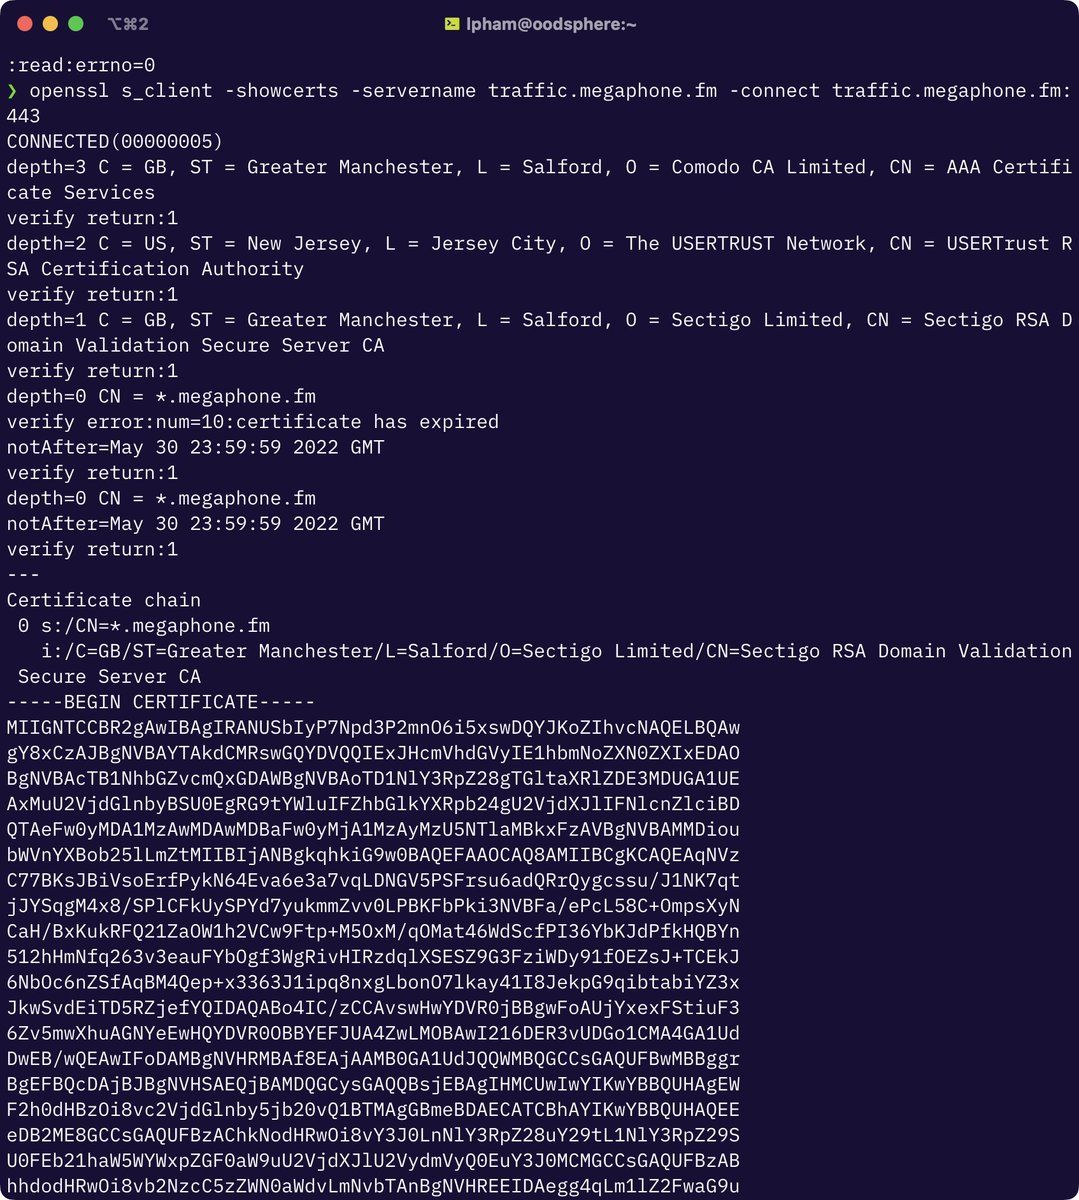 ⌥⌘2
lpham@oodsphere:~
:read:errno=0
❯ openssl s_client -showcerts -servername traffic.megaphone.fm -connect traffic.megaphone.fm:
443
CONNECTED(00000005)
depth=3 C = GB, ST = Greater Manchester, L = Salford, O = Comodo CA Limited, CN = AAA Certifi
cate Services
verify return:1
depth=2 C = US, ST = New Jersey, L = Jersey City, O = The USERTRUST Network, CN = USERTrust R
SA Certification Authority
verify return:1
depth=1 C = GB, ST = Greater Manchester, L = Salford, O = Sectigo Limited, CN = Sectigo RSA D
omain Validation Secure Server CA
verify return:1
depth=0 CN = *.megaphone.fm
verify error:num=10:certificate has expired
notAfter=May 30 23:59:59 2022 GMT
verify return:1
depth=0 CN = *.megaphone.fm
notAfter=May 30 23:59:59 2022 GMT
verify return:1
---
Certificate chain
 0 s:/CN=*.megaphone.fm
   i:/C=GB/ST=Greater Manchester/L=Salford/O=Sectigo Limited/CN=Sectigo RSA Domain Validation
 Secure Server CA
-----BEGIN CERTIFICATE-----
MIIGNTCCBR2gAwIBAgIRANUSbIyP7Npd3P2mnO6i5xswDQYJKoZIhvcNAQELBQAw
gY8xCzAJBgNVBAYTAkdCMRswGQYDVQQIExJHcmVhdGVyIE1hbmNoZXN0ZXIxEDAO
BgNVBAcTB1NhbGZvcmQxGDAWBgNVBAoTD1NlY3RpZ28gTGltaXRlZDE3MDUGA1UE
AxMuU2VjdGlnbyBSU0EgRG9tYWluIFZhbGlkYXRpb24gU2VjdXJlIFNlcnZlciBD
QTAeFw0yMDA1MzAwMDAwMDBaFw0yMjA1MzAyMzU5NTlaMBkxFzAVBgNVBAMMDiou
bWVnYXBob25lLmZtMIIBIjANBgkqhkiG9w0BAQEFAAOCAQ8AMIIBCgKCAQEAqNVz
C77BKsJBiVsoErfPykN64Eva6e3a7vqLDNGV5PSFrsu6adQRrQygcssu/J1NK7qt
jJYSqgM4x8/SPlCFkUySPYd7yukmmZvv0LPBKFbPki3NVBFa/ePcL58C+OmpsXyN
CaH/BxKukRFQ21ZaOW1h2VCw9Ftp+M5OxM/qOMat46WdScfPI36YbKJdPfkHQBYn
512hHmNfq263v3eauFYbOgf3WgRivHIRzdqlXSESZ9G3FziWDy91fOEZsJ+TCEkJ
6NbOc6nZSfAqBM4Qep+x3363J1ipq8nxgLbonO7lkay41I8JekpG9qibtabiYZ3x
JkwSvdEiTD5RZjefYQIDAQABo4IC/zCCAvswHwYDVR0jBBgwFoAUjYxexFStiuF3
6Zv5mwXhuAGNYeEwHQYDVR0OBBYEFJUA4ZwLMOBAwI216DER3vUDGo1CMA4GA1Ud
DwEB/wQEAwIFoDAMBgNVHRMBAf8EAjAAMB0GA1UdJQQWMBQGCCsGAQUFBwMBBggr
BgEFBQcDAjBJBgNVHSAEQjBAMDQGCysGAQQBsjEBAgIHMCUwIwYIKwYBBQUHAgEW
F2h0dHBzOi8vc2VjdGlnby5jb20vQ1BTMAgGBmeBDAECATCBhAYIKwYBBQUHAQEE
eDB2ME8GCCsGAQUFBzAChkNodHRwOi8vY3J0LnNlY3RpZ28uY29tL1NlY3RpZ29S
U0FEb21haW5WYWxpZGF0aW9uU2VjdXJlU2VydmVyQ0EuY3J0MCMGCCsGAQUFBzAB
hhdodHRwOi8vb2NzcC5zZWN0aWdvLmNvbTAnBgNVHREEIDAegg4qLm1lZ2FwaG9u